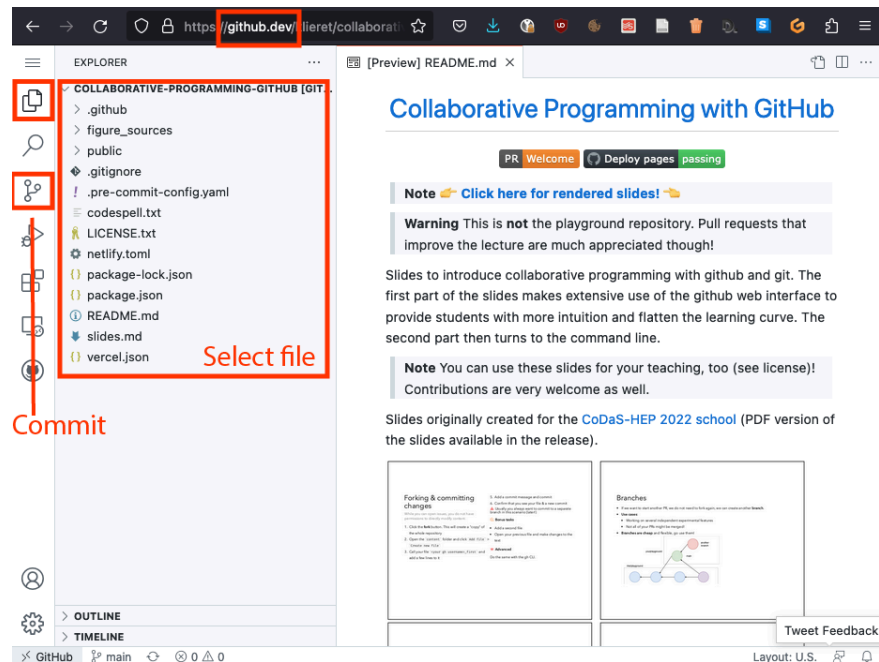 https://github.dev/klieret/collaborati
EXPLORER
[Preview] README.md
COLLABORATIVE-PROGRAMMING-GITHUB [GIT...
.github
figure_sources
public
.gitignore
.pre-commit-config.yaml
codespell.txt
LICENSE.txt
netlify.toml
package-lock.json
package.json
README.md
slides.md
vercel.json
Select file
Commit
OUTLINE
TIMELINE
Collaborative Programming with GitHub
PR Welcome Deploy pages passing
Note 👉 Click here for rendered slides! 👈
Warning This is not the playground repository. Pull requests that
improve the lecture are much appreciated though!
Slides to introduce collaborative programming with github and git. The
first part of the slides makes extensive use of the github web interface to
provide students with more intuition and flatten the learning curve. The
second part then turns to the command line.
Note You can use these slides for your teaching, too (see license)!
Contributions are very welcome as well.
Slides originally created for the CoDaS-HEP 2022 school (PDF version of
the slides available in the release).
Forking & committing
changes
Branches
Tweet Feedback
GitHub main 0 0
Layout: U.S.